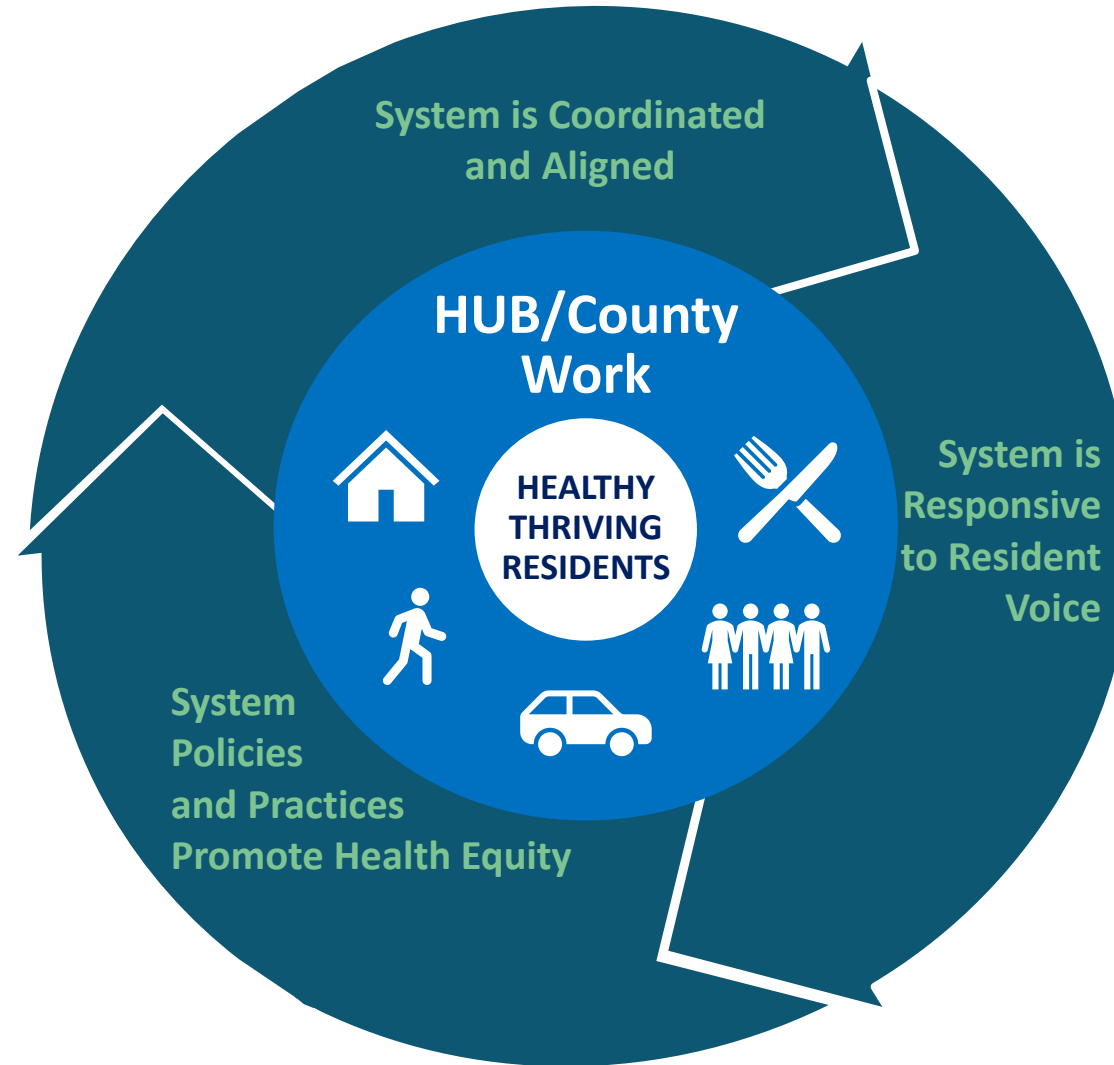 System is Coordinated
and Aligned
HUB/County
Work
HEALTHY
THRIVING
RESIDENTS
System is
Responsive
to Resident
Voice
System
Policies
and Practices
Promote Health Equity